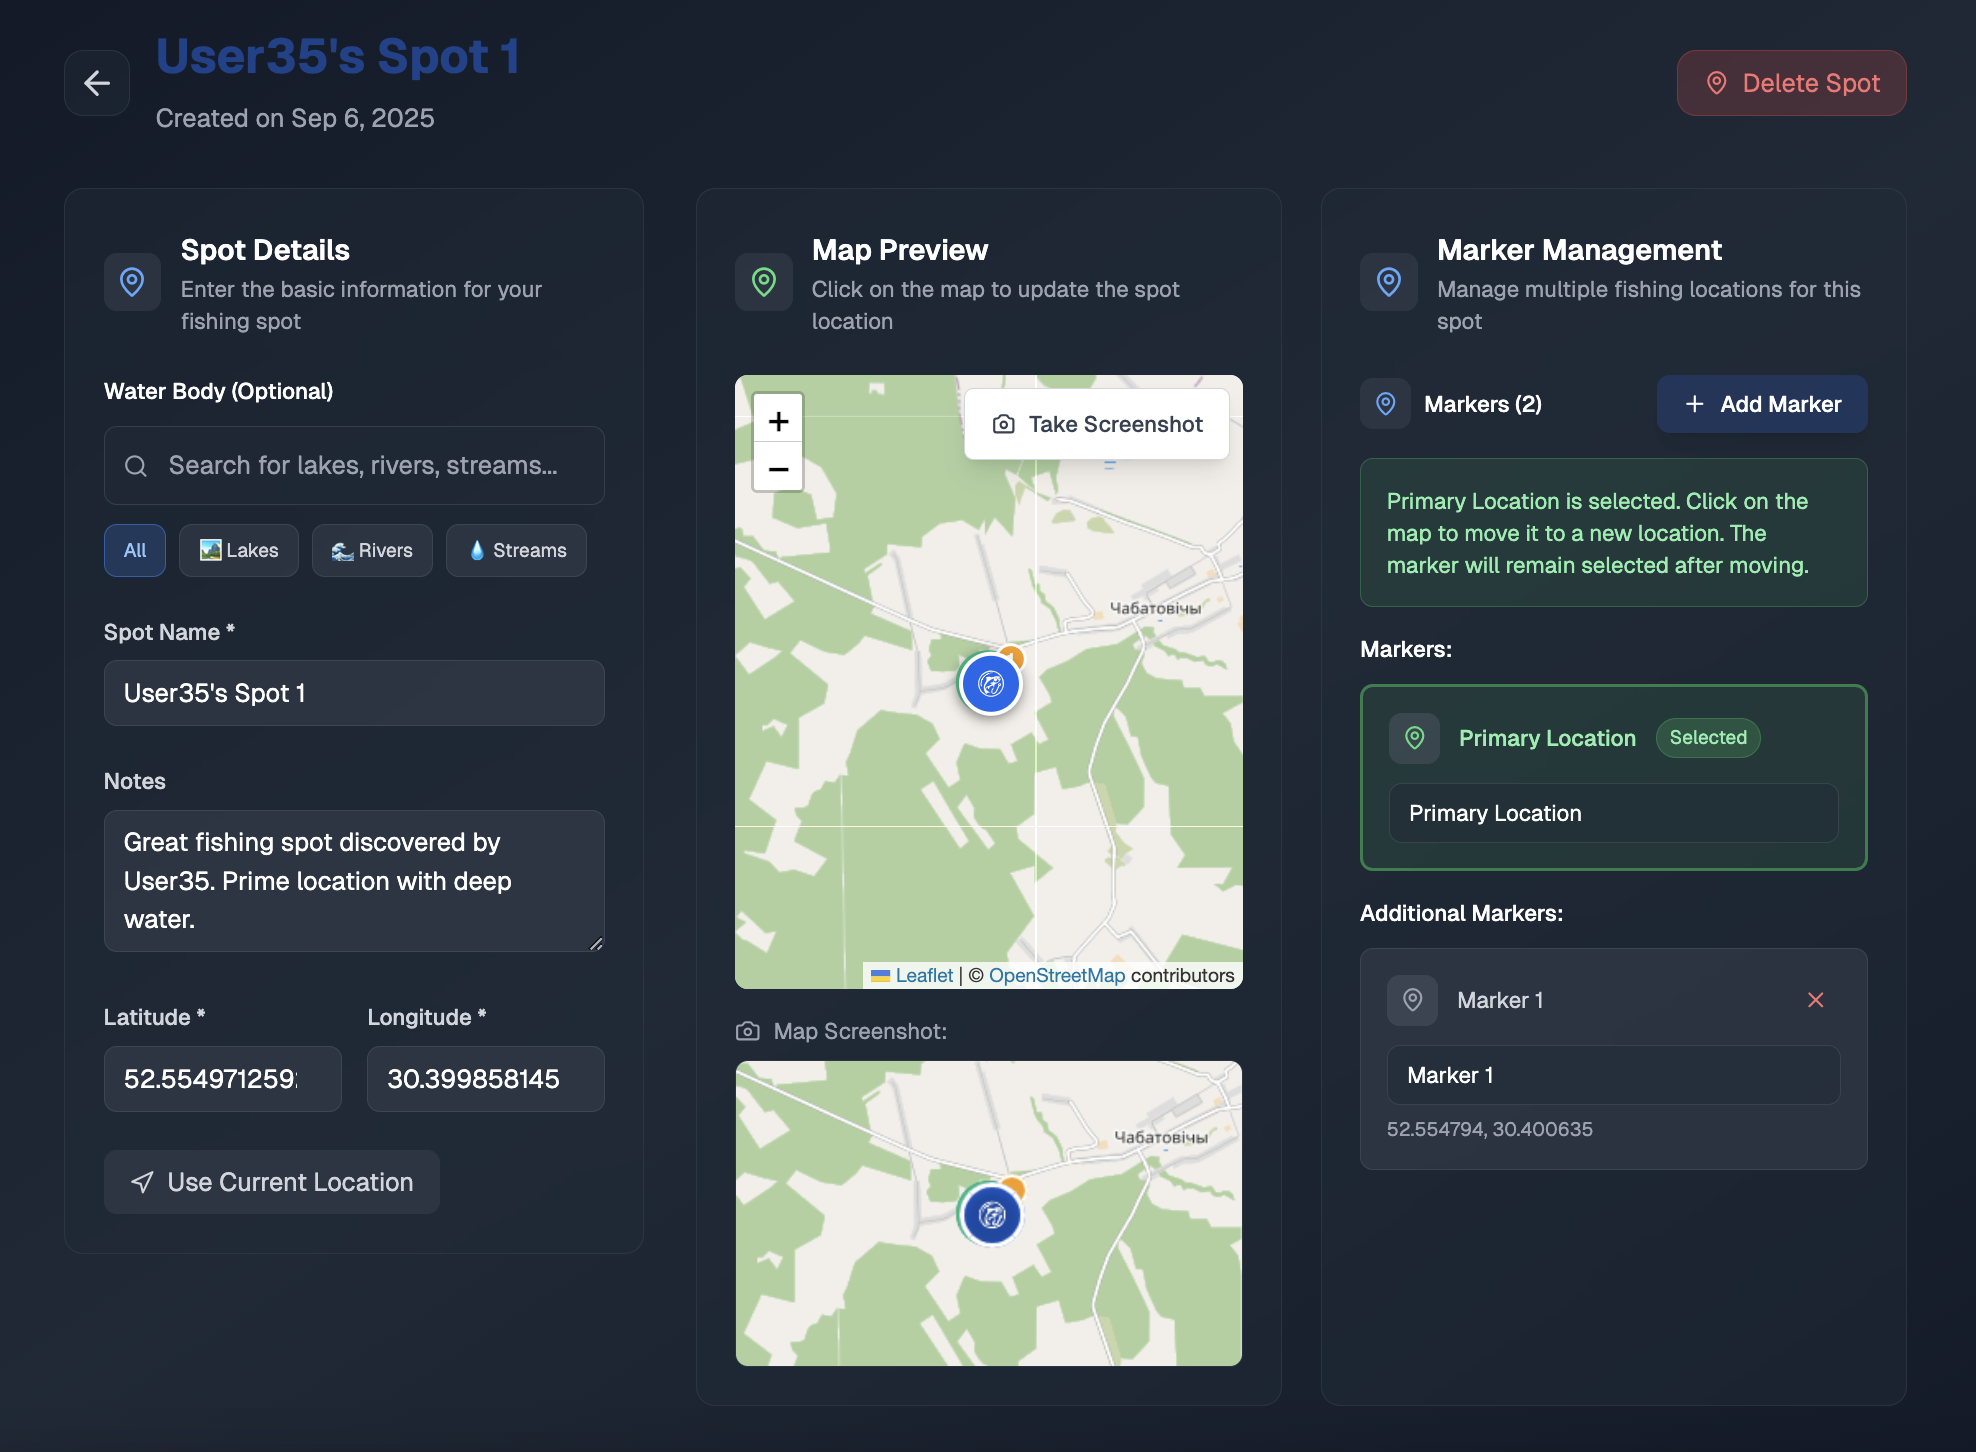 User35's Spot 1
Created on Sep 6, 2025
Delete Spot
Spot Details
Enter the basic information for your
fishing spot
Water Body (Optional)
Search for lakes, rivers, streams...
All
Lakes
Rivers
Streams
Spot Name *
User35's Spot 1
Notes
Great fishing spot discovered by
User35. Prime location with deep
water.
Latitude *
Longitude *
52.5549712592
30.399858145
Use Current Location
Map Preview
Click on the map to update the spot
location
+
−
Take Screenshot
Чабатовічы
Leaflet | © OpenStreetMap contributors
Map Screenshot:
Чабатовічы
Marker Management
Manage multiple fishing locations for this
spot
Markers (2)
Add Marker
Primary Location is selected. Click on the
map to move it to a new location. The
marker will remain selected after moving.
Markers:
Primary Location
Selected
Primary Location
Additional Markers:
Marker 1
Marker 1
52.554794, 30.400635